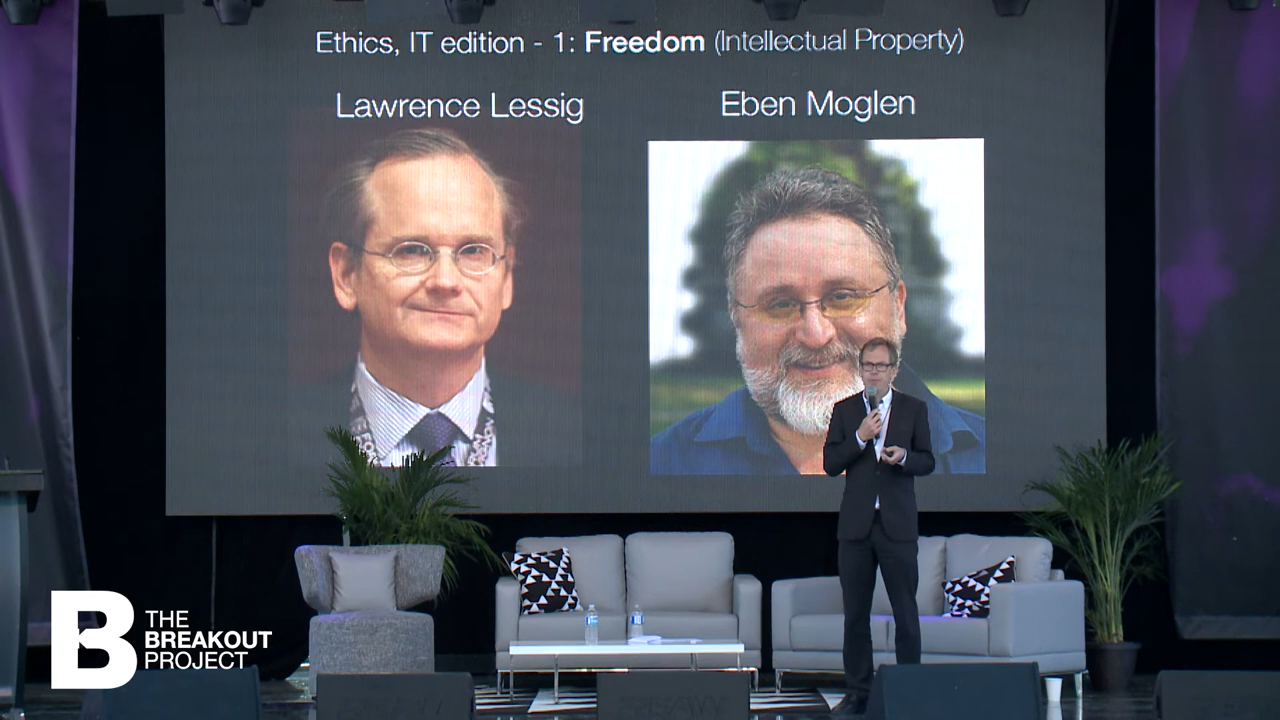 Ethics, IT edition - 1: Freedom (Intellectual Property)
Lawrence Lessig
Eben Moglen
THE
BREAKOUT
PROJECT
B